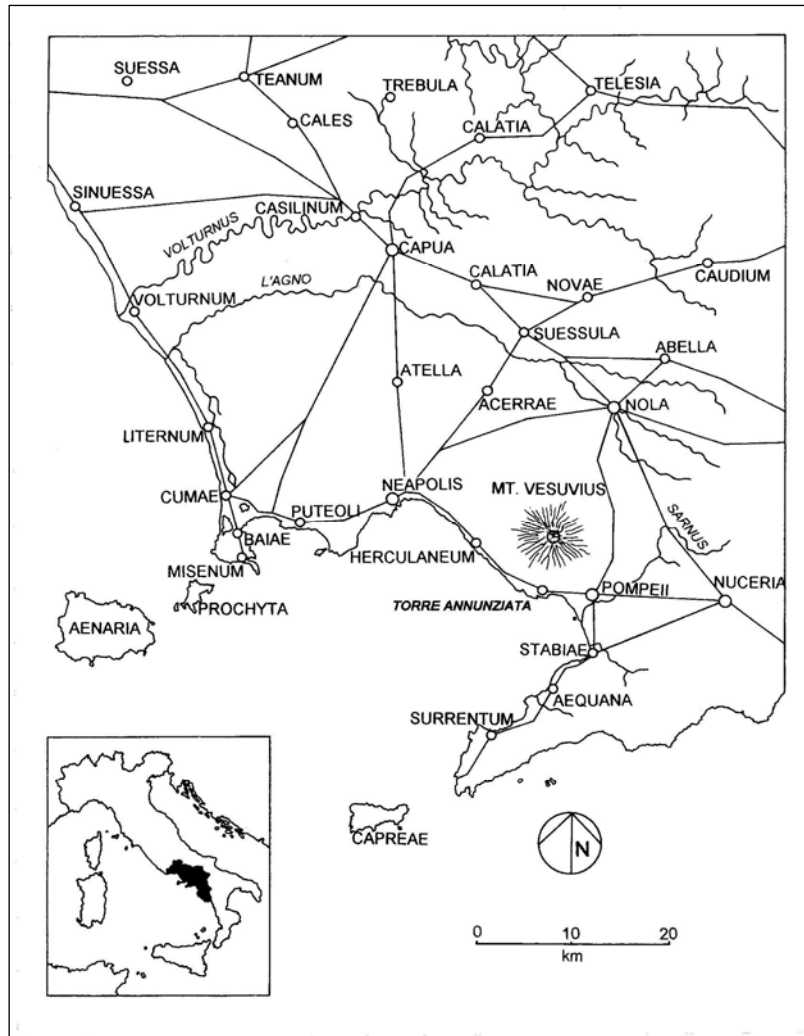 SUESSA
TEANUM
TREBULA
TELESIA
CALES
CALATIA
SINUESSA
CASILINUM
VOLTURNUS
CAPUA
L'AGNO
CALATIA
NOVAE
CAUDIUM
VOLTURNUM
SUESSULA
ABELLA
ATELLA
ACERRAE
NOLA
LITERNUM
NEAPOLIS
MT. VESUVIUS
CUMAE
PUTEOLI
SARNUS
BAIAE
HERCULANEUM
MISENUM
PROCHYTA
POMPEII
NUCERIA
TORRE ANNUNZIATA
AENARIA
STABIAE
AEQUANA
SURRENTUM
CAPREAE
N
0 10 20
km